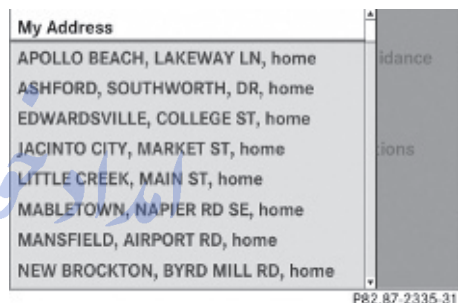 My Address
APOLLO BEACH, LAKEWAY LN, home
idance
ASHFORD, SOUTHWORTH, DR, home
EDWARDSVILLE, COLLEGE ST, home
JACINTO CITY, MARKET ST, home
tions
LITTLE CREEK, MAIN ST, home
MABLETOWN, NAPIER RD SE, home
MANSFIELD, AIRPORT RD, home
NEW BROCKTON, BYRD MILL RD, home
P82.87-2335-31
امداد خو